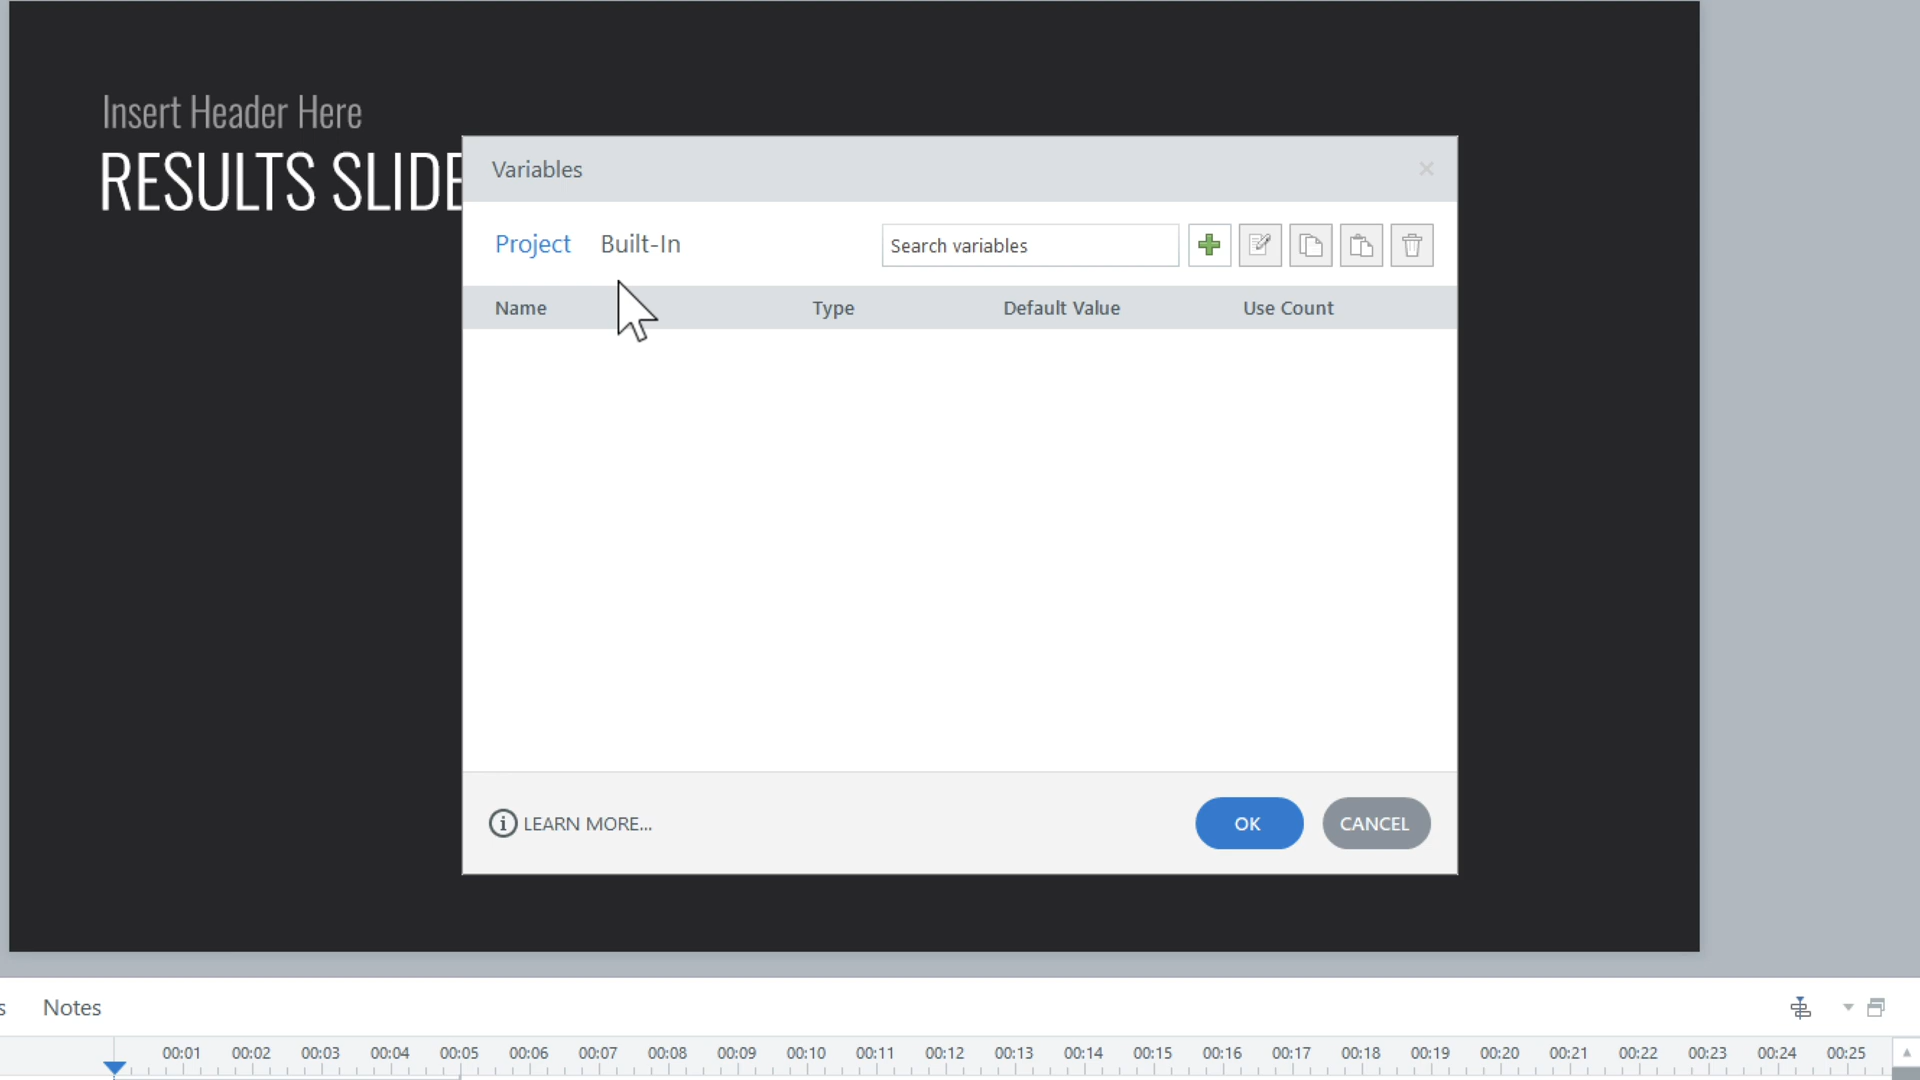 Insert Header Here
RESULTS SLIDE
Variables
Project Built-In Search variables
Name Type Default Value Use Count
LEARN MORE... OK CANCEL
s Notes
00:01 00:02 00:03 00:04 00:05 00:06 00:07 00:08 00:09 00:10 00:11 00:12 00:13 00:14 00:15 00:16 00:17 00:18 00:19 00:20 00:21 00:22 00:23 00:24 00:25